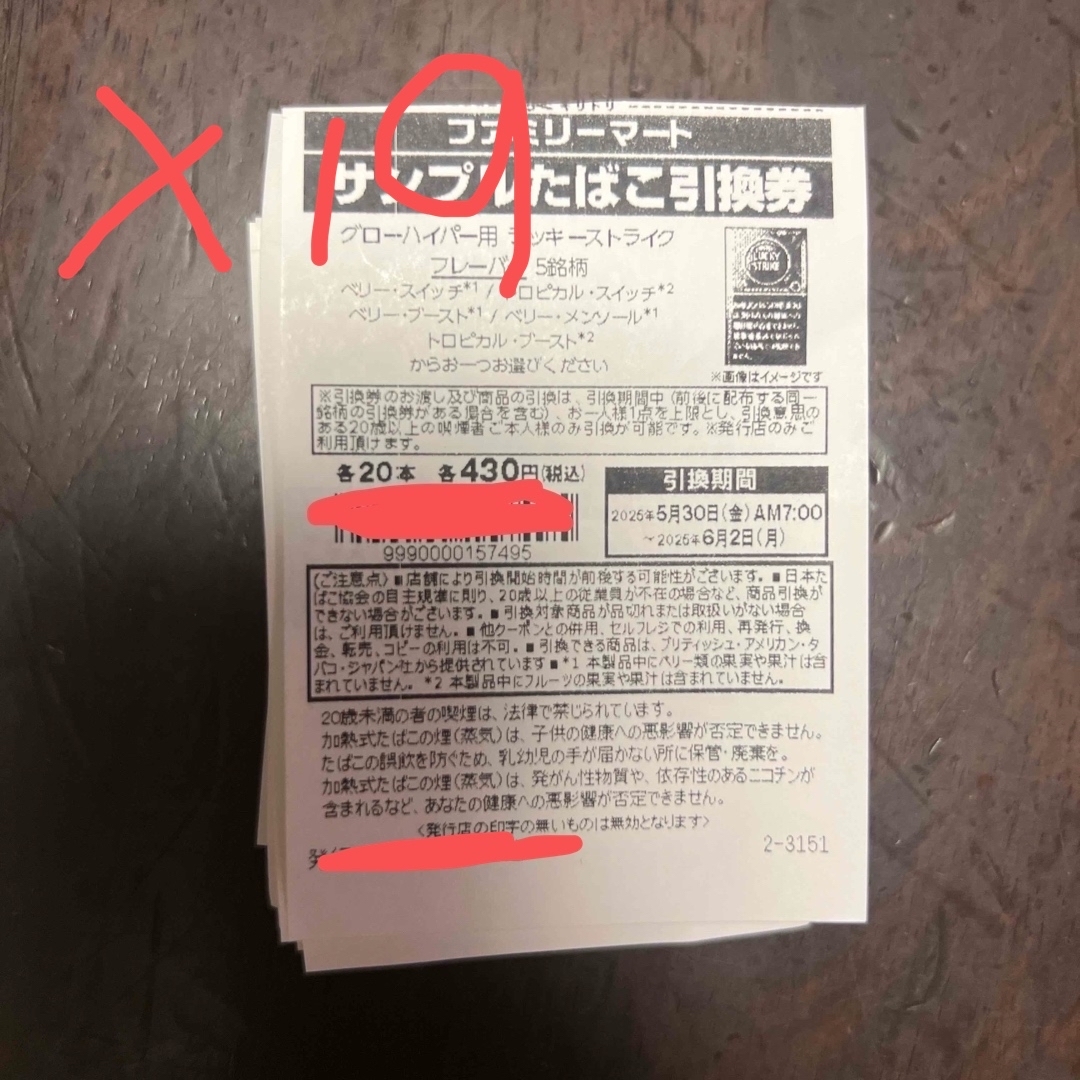 ×19
キリトリ
ファミリーマート
サンプルたばこ引換券
グロー・ハイパー用 ラッキーストライク
フレーバー 5銘柄
ベリー・スイッチ*1 / トロピカル・スイッチ*2
ベリー・ブースト*1 / ベリー・メンソール*1
トロピカル・ブースト*2
からお一つお選びください
LUCKY
STRIKE
※画像はイメージです
※引換券のお渡し及び商品の引換は、引換期間中(前後に配布する同一
銘柄の引換券がある場合を含む)、お一人様1点を上限とし、引換意思の
ある20歳以上の喫煙者ご本人様のみ引換が可能です。※発行店のみご
利用頂けます。
各20本 各430円(税込)
9990000157495
引換期間
2025年5月30日(金)AM7:00
～2025年6月2日(月)
〈ご注意点〉■店舗により引換開始時間が前後する可能性がございます。■日本た
ばこ協会の自主規準に則り、20歳以上の従業員が不在の場合など、商品引換が
できない場合がございます。■引換対象商品が品切れまたは取扱いがない場合
は、ご利用頂けません。■他クーポンとの併用、セルフレジでの利用、再発行、換
金、転売、コピーの利用は不可。■引換できる商品は、ブリティッシュ・アメリカン・タ
バコ・ジャパン社から提供されています■*1 本製品中にベリー類の果実や果汁は含
まれていません。*2 本製品中にフルーツの果実や果汁は含まれていません。
20歳未満の者の喫煙は、法律で禁じられています。
加熱式たばこの煙(蒸気)は、子供の健康への悪影響が否定できません。
たばこの誤飲を防ぐため、乳幼児の手が届かない所に保管・廃棄を。
加熱式たばこの煙(蒸気)は、発がん性物質や、依存性のあるニコチンが
含まれるなど、あなたの健康への悪影響が否定できません。
〈発行店の印字の無いものは無効となります〉
発
2-3151